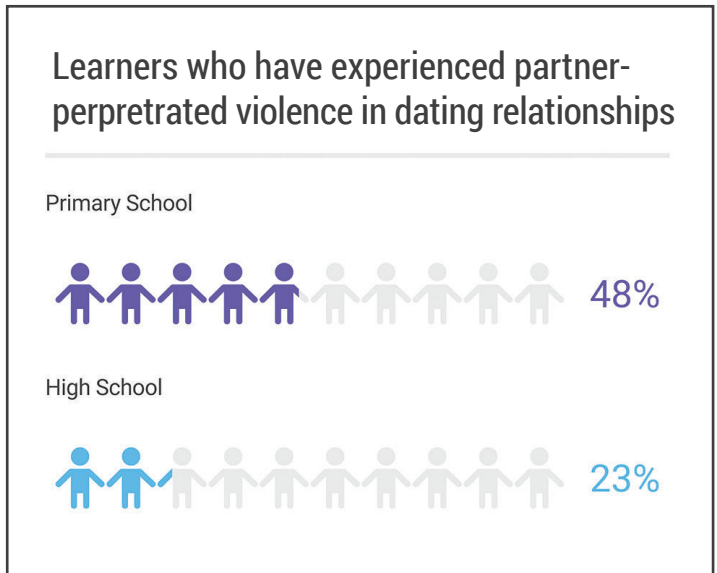 Learners who have experienced partner-
perpretrated violence in dating relationships
Primary School
48%
High School
23%